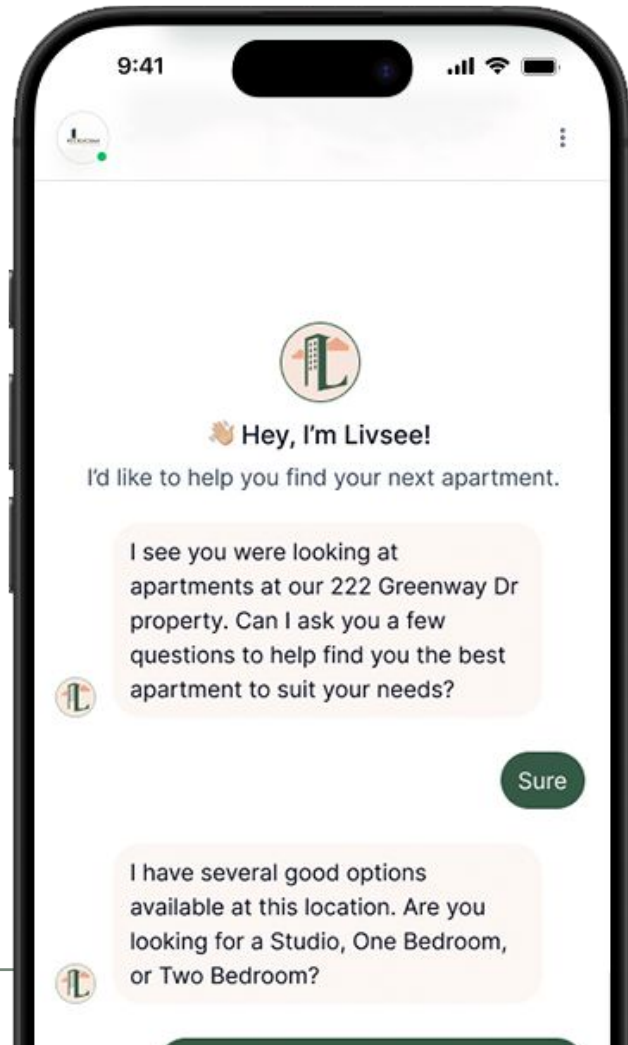 9:41
👋🏼 Hey, I'm Livsee!
I'd like to help you find your next apartment.
I see you were looking at
apartments at our 222 Greenway Dr
property. Can I ask you a few
questions to help find you the best
apartment to suit your needs?
Sure
I have several good options
available at this location. Are you
looking for a Studio, One Bedroom,
or Two Bedroom?